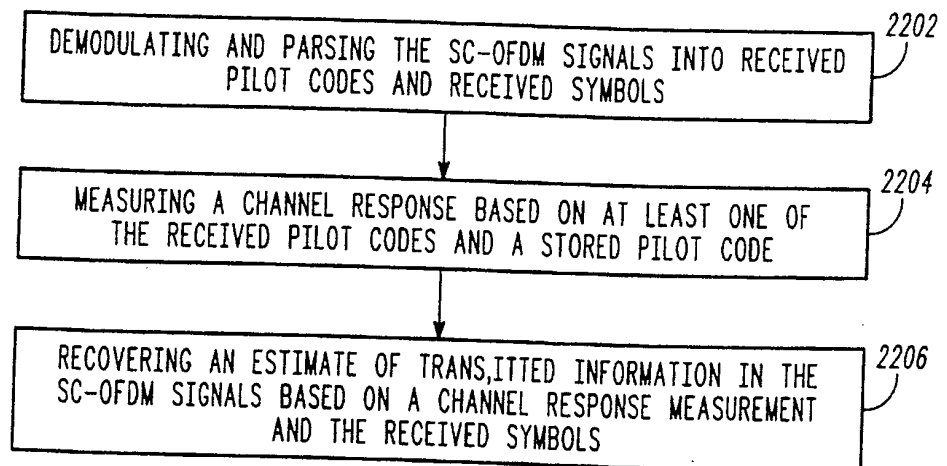 2202
DEMODULATING AND PARSING THE SC-OFDM SIGNALS INTO RECEIVED
PILOT CODES AND RECEIVED SYMBOLS
2204
MEASURING A CHANNEL RESPONSE BASED ON AT LEAST ONE OF
THE RECEIVED PILOT CODES AND A STORED PILOT CODE
2206
RECOVERING AN ESTIMATE OF TRANS,ITTED INFORMATION IN THE
SC-OFDM SIGNALS BASED ON A CHANNEL RESPONSE MEASUREMENT
AND THE RECEIVED SYMBOLS